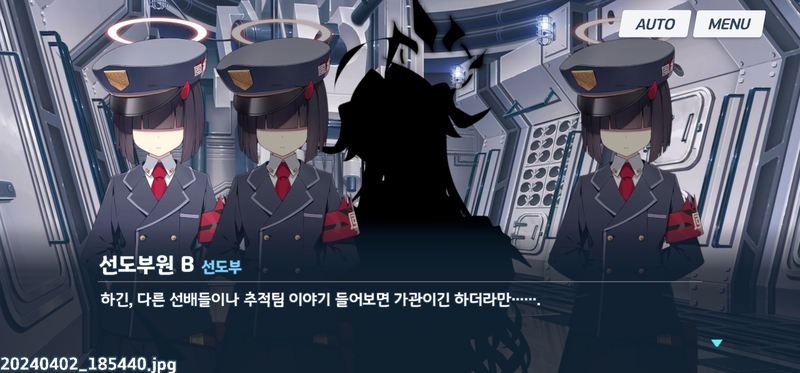 AUTO MENU
선도부원 B 선도부
하긴, 다른 선배들이나 추적팀 이야기 들어보면 가관이긴 하더라만…….
20240402_185440.jpg